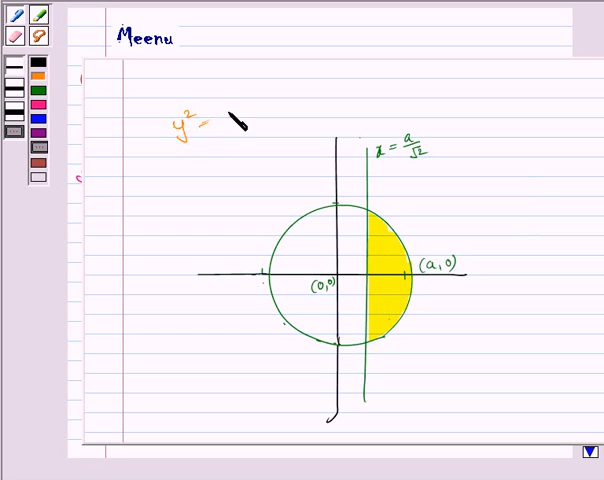 Meenu
y² =
x = a/√2
(0,0)
(a,0)